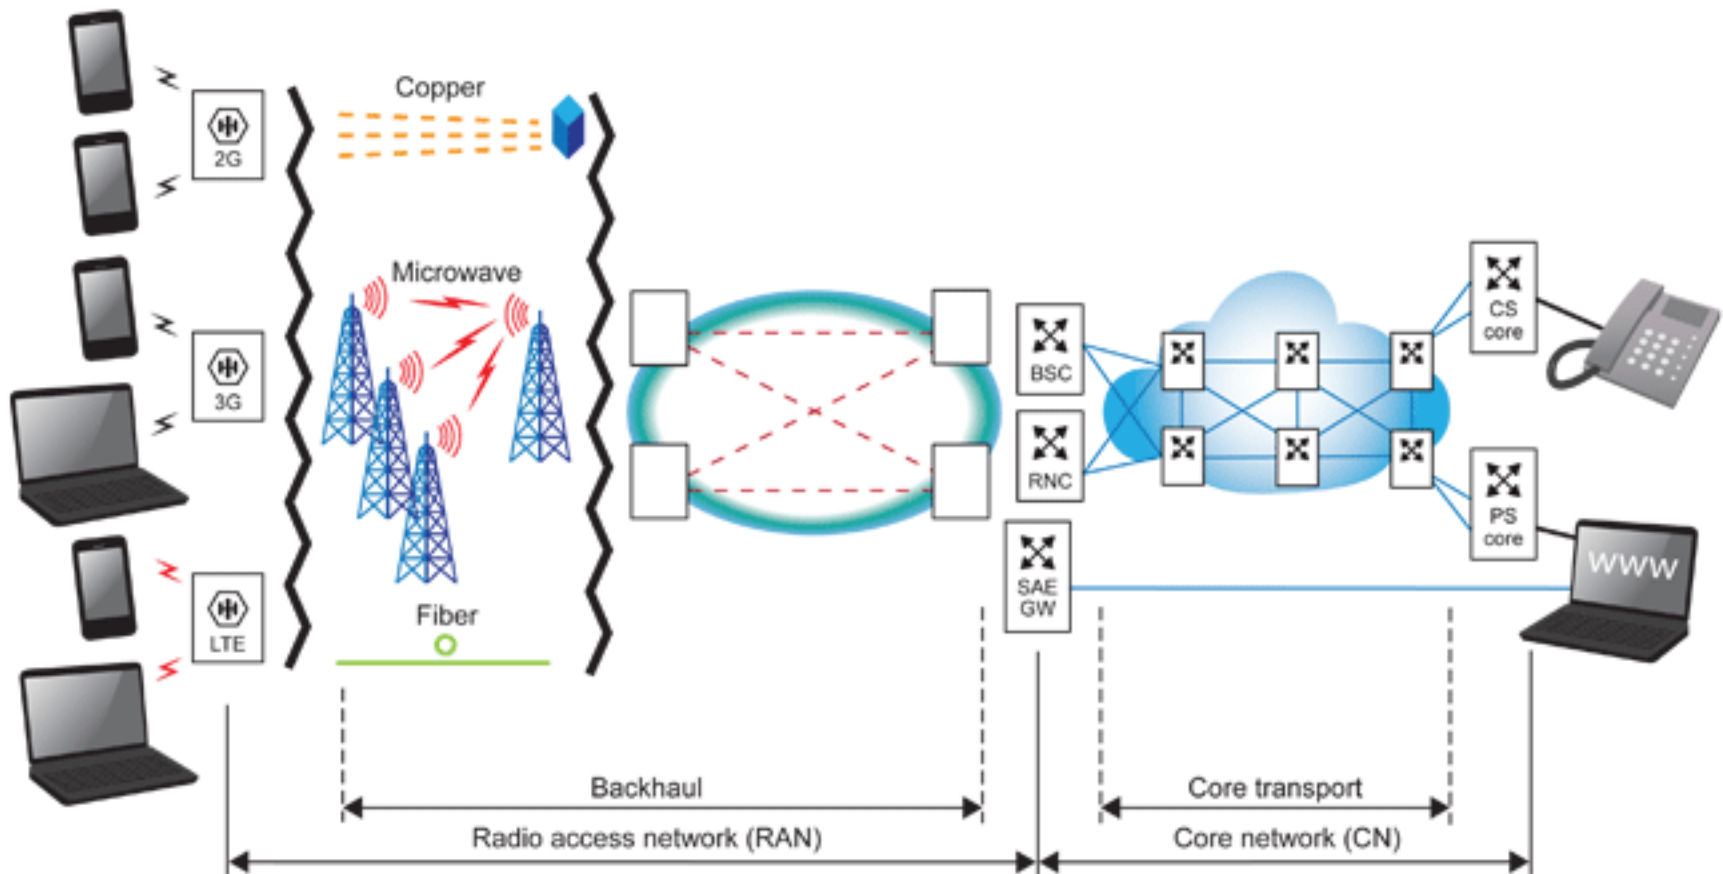 Copper
2G
Microwave
3G
Fiber
LTE
BSC
RNC
SAE
GW
CS
core
PS
core
WWW
Backhaul
Core transport
Radio access network (RAN)
Core network (CN)